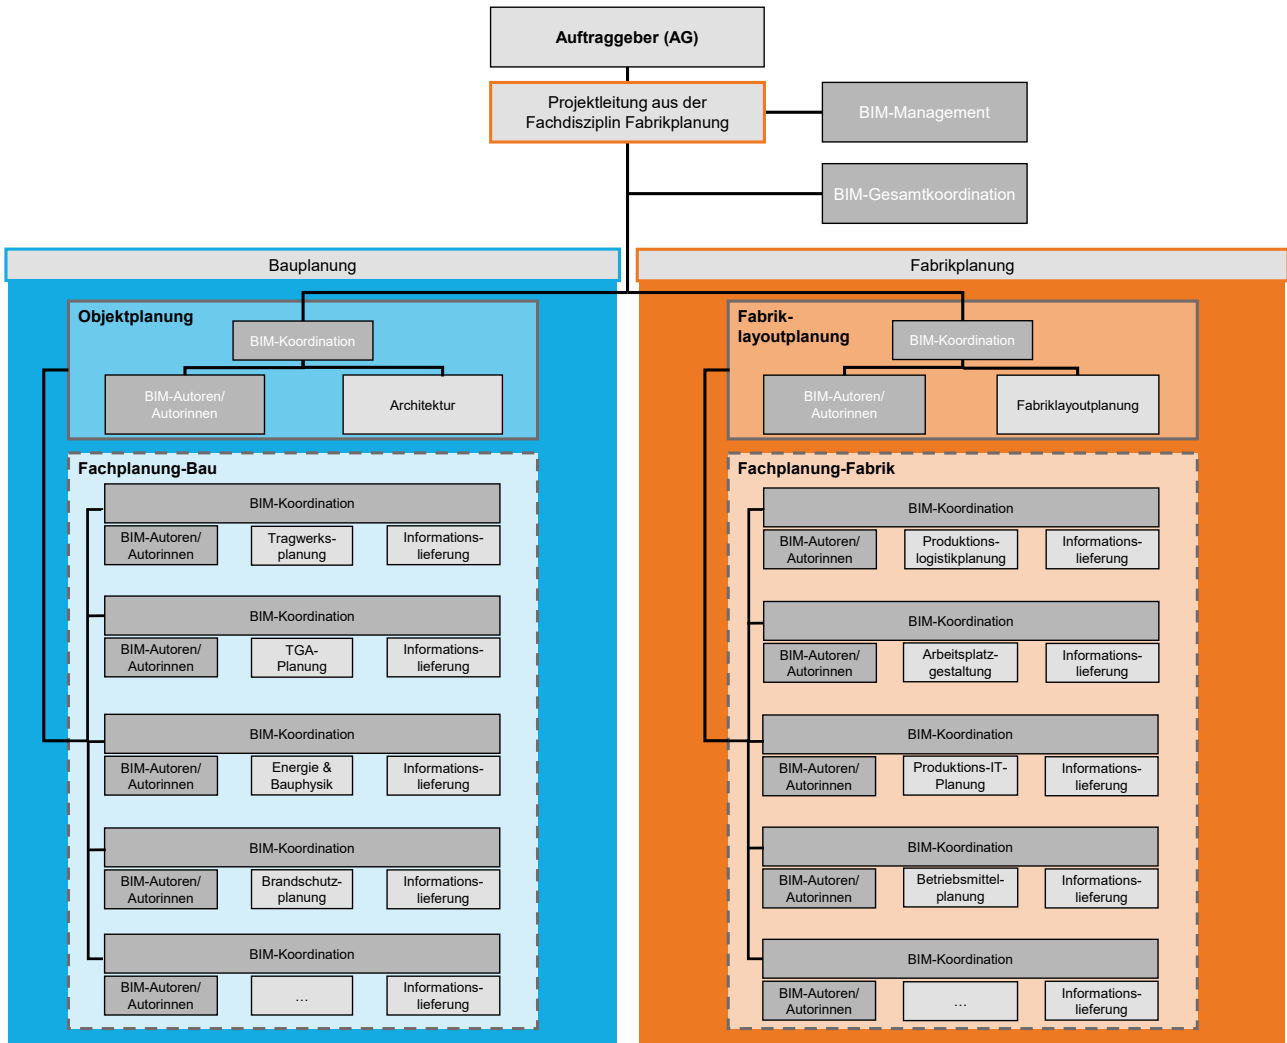 Auftraggeber (AG)
Projektleitung aus der
Fachdisziplin Fabrikplanung
BIM-Management
BIM-Gesamtkoordination
Bauplanung
Objektplanung
BIM-Koordination
BIM-Autoren/
Autorinnen
Architektur
Fachplanung-Bau
BIM-Koordination
BIM-Autoren/
Autorinnen
Tragwerks-
planung
Informations-
lieferung
BIM-Koordination
BIM-Autoren/
Autorinnen
TGA-
Planung
Informations-
lieferung
BIM-Koordination
BIM-Autoren/
Autorinnen
Energie &
Bauphysik
Informations-
lieferung
BIM-Koordination
BIM-Autoren/
Autorinnen
Brandschutz-
planung
Informations-
lieferung
BIM-Koordination
BIM-Autoren/
Autorinnen
…
Informations-
lieferung
Fabrikplanung
Fabrik-
layoutplanung
BIM-Koordination
BIM-Autoren/
Autorinnen
Fabriklayoutplanung
Fachplanung-Fabrik
BIM-Koordination
BIM-Autoren/
Autorinnen
Produktions-
logistikplanung
Informations-
lieferung
BIM-Koordination
BIM-Autoren/
Autorinnen
Arbeitsplatz-
gestaltung
Informations-
lieferung
BIM-Koordination
BIM-Autoren/
Autorinnen
Produktions-IT-
Planung
Informations-
lieferung
BIM-Koordination
BIM-Autoren/
Autorinnen
Betriebsmittel-
planung
Informations-
lieferung
BIM-Koordination
BIM-Autoren/
Autorinnen
…
Informations-
lieferung